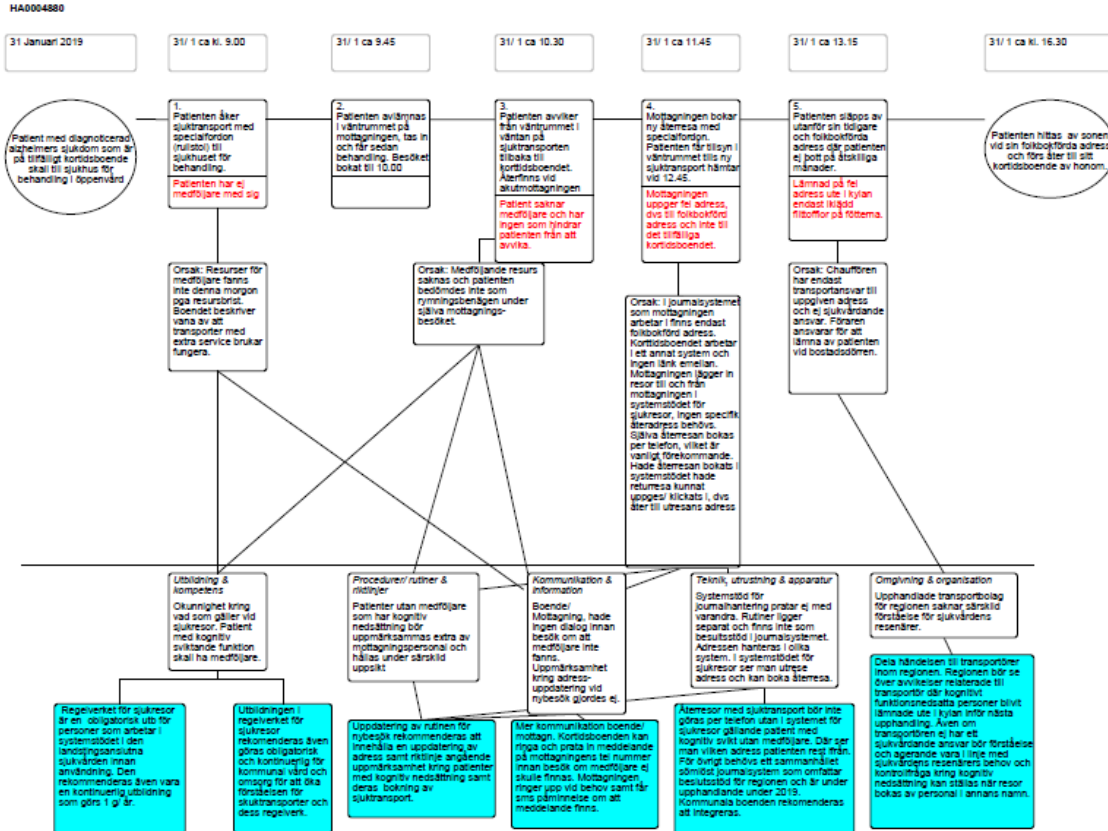 HA0004880
31 Januari 2019
31/ 1 ca kl. 9.00
31/ 1 ca 9.45
31/ 1 ca 10.30
31/ 1 ca 11.45
31/ 1 ca 13.15
31/ 1 ca kl. 16.30
Patient med diagnoticerad
alzheimers sjukdom som är
på tillfälligt kortidsboende
skall till sjukhus för
behandling i öppenvård
1.
Patienten åker
sjuktransport med
specialfordon
(rullstol) till
sjukhuset för
behandling.
Patienten har ej
medföljare med sig
2.
Patienten avlämnas
i väntrummet på
mottagningen, tas in
och får sedan
behandling. Besöket
bokat till 10.00
3.
Patienten avviker
från väntrummet i
väntan på
sjuktransporten
tillbaka till
korttidsboendet.
Återfinns vid
akutmottagningen
Patient saknar
medföljare och har
ingen som hindrar
patienten från att
avvika.
4.
Mottagningen bokar
ny återresa med
specialfordon.
Patienten får tillsyn i
väntrummet tills ny
sjuktransport hämtar
vid 12.45.
Mottagningen
uppger fel adress,
dvs till folkbokförd
adress och inte till
det tillfälliga
kortidsboendet.
5.
Patienten släpps av
utanför sin tidigare
och folkbokförda
adress där patienten
ej bott på åtskilliga
månader.
Lämnad på fel
adress ute i kylan
endast iklädd
filttofflor på fötterna.
Patienten hittas av sonen
vid sin folkbokförda adress
och förs åter till sitt
kortidsboende av honom.
Orsak: Resurser för
medföljare fanns
inte denna morgon
pga resursbrist.
Boendet beskriver
vana av att
transporter med
extra service brukar
fungera.
Orsak: Medföljande resurs
saknas och patienten
bedömdes inte som
rymningsbenägen under
själva mottagnings-
besöket.
Orsak: I journalsystemet
som mottagningen
arbetar i finns endast
folkbokförd adress.
Korttidsboendet arbetar
i ett annat system och
ingen länk emellan.
Mottagningen lägger in
resor till och från
mottagningen i
systemstödet för
sjukresor, ingen specifik
återadress behövs.
Själva återresan bokas
per telefon, vilket är
vanligt förekommande.
Hade återresan bokats i
systemstödet hade
returresa kunnat
uppges/ klickats i, dvs
åter till utresans adress
Orsak: Chauffören
har endast
transportansvar till
uppgiven adress
och ej sjukvårdande
ansvar. Föraren
ansvarar för att
lämna av patienten
vid bostadsdörren.
Utbildning &
kompetens
Okunnighet kring
vad som gäller vid
sjukresor. Patient
med kognitiv
sviktande funktion
skall ha medföljare.
Procedurer/ rutiner &
riktlinjer
Patienter utan medföljare
som har kognitiv
nedsättning bör
uppmärksammas extra av
mottagningspersonal och
hållas under särskild
uppsikt
Kommunikation &
information
Boende/
Mottagning, hade
ingen dialog innan
besök om att
medföljare inte
fanns.
Uppmärksamhet
kring adress-
uppdatering vid
nybesök gjordes ej.
Teknik, utrustning & apparatur
Systemstöd för
journalhantering pratar ej med
varandra. Rutiner ligger
separat och finns inte som
besultsstöd i journalsystemet.
Adressen hanteras i olika
system. I systemstödet för
sjukresor ser man utrese
adress och kan boka återresa.
Omgivning & organisation
Upphandlade transportbolag
för regionen saknar särskild
förståelse för sjukvårdens
resenärer.
Regelverket för sjukresor
är en obligatorisk utb för
personer som arbetar i
systemstödet i den
landstingsanslutna
sjukvården innan
användning. Den
rekommenderas även vara
en kontinuerlig utbildning
som görs 1 g/ år.
Utbildningen i
regelverket för
sjukresor
rekomenderas även
göras obligatorisk
och kontinuerlig för
kommunal vård och
omsorg för att öka
förståelsen för
skuktransporter och
dess regelverk.
Uppdatering av rutinen för
nybesök rekommenderas att
innehålla en uppdatering av
adress samt riktlinje angående
uppmärksamhet kring patienter
med kognitiv nedsättning samt
deras bokning av
sjuktransport.
Mer kommunikation boende/
mottagn. Kortidsboenden kan
ringa och prata in meddelande
på mottagningens tel nummer
innan besök om medföljare ej
skulle finnas. Mottagningen
ringer upp vid behov samt får
sms påminnelse om att
meddelande finns.
Återresor med sjuktransport bör inte
göras per telefon utan i systemet för
sjukresor gällande patient med
kognitiv svikt utan medföljare. Där ser
man vilken adress patienten rest från.
För övrigt behövs ett sammanhållet
sömlöst journalsystem som omfattar
beslutsstöd för regionen och är under
upphandlande under 2019.
Kommunala boenden rekomenderas
att integreras.
Dela händelsen till transportörer
inom regionen. Regionen bör se
över avvikelser relaterade till
transportör där kognitivt
funktionsnedsatta personer blivit
lämnade ute i kylan inför nästa
upphandling. Även om
transportören ej har ett
sjukvårdande ansvar bör förståelse
och agerande vara i linje med
sjukvårdens resenärers behov och
kontrollfråga kring kognitiv
nedsättning kan ställas när resor
bokas av personal i annans namn.